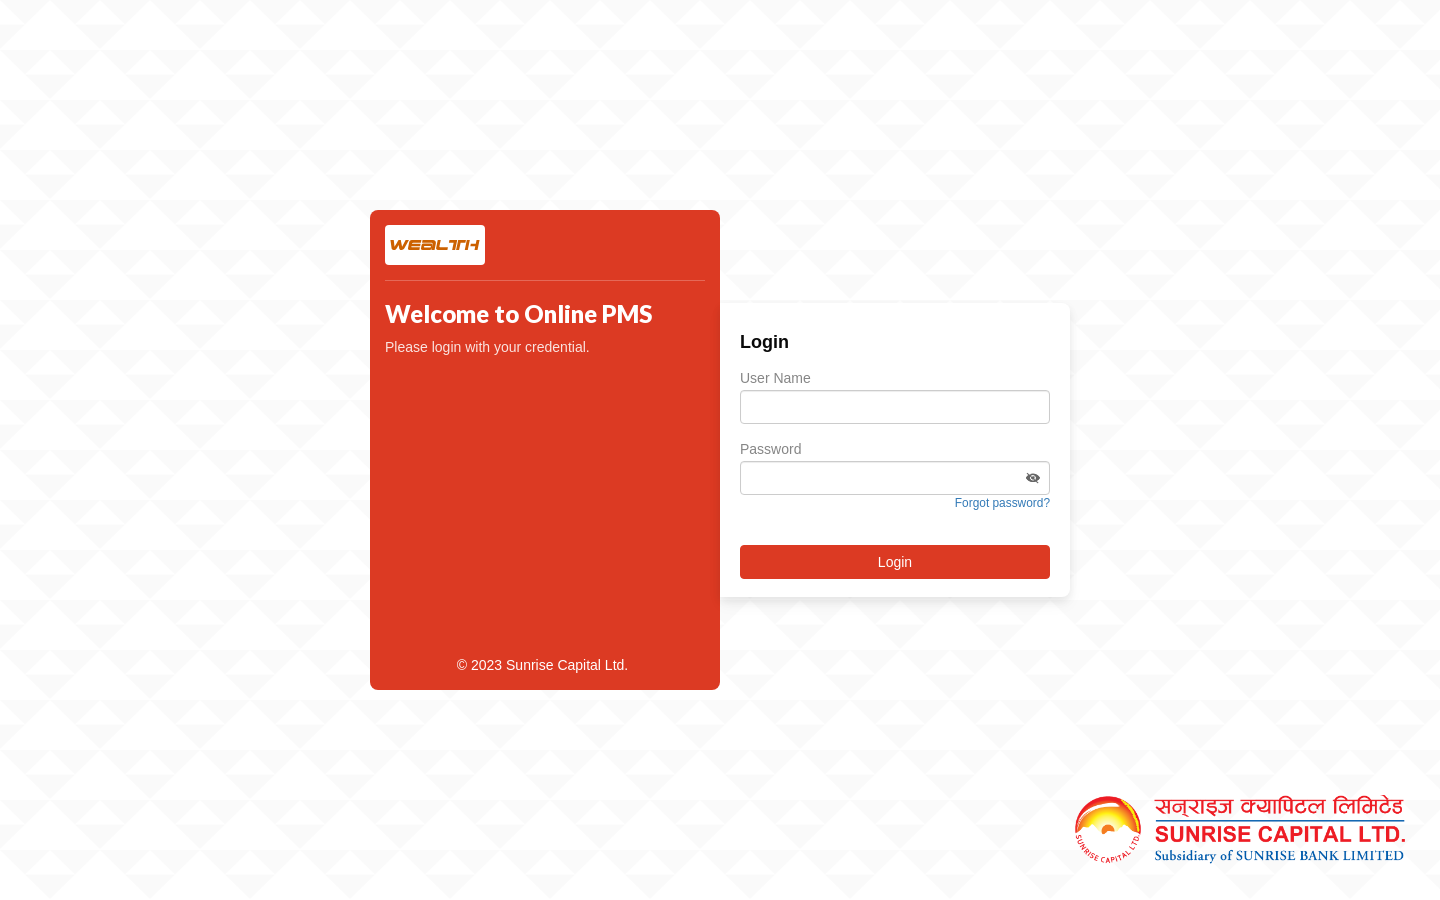 WEALTH
Welcome to Online PMS
Please login with your credential.
© 2023 Sunrise Capital Ltd.
Login
User Name
Password
Forgot password?
Login
सनराइज क्यापिटल लिमिटेड
SUNRISE CAPITAL LTD.
Subsidiary of SUNRISE BANK LIMITED
SUNRISE CAPITAL LTD.